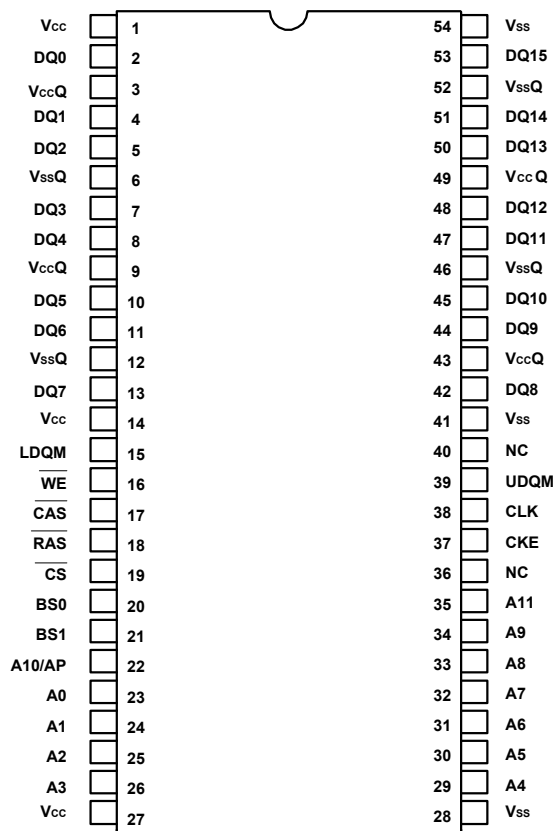 Vcc 1 54 Vss
DQ0 2 53 DQ15
VccQ 3 52 VssQ
DQ1 4 51 DQ14
DQ2 5 50 DQ13
VssQ 6 49 VccQ
DQ3 7 48 DQ12
DQ4 8 47 DQ11
VccQ 9 46 VssQ
DQ5 10 45 DQ10
DQ6 11 44 DQ9
VssQ 12 43 VccQ
DQ7 13 42 DQ8
Vcc 14 41 Vss
LDQM 15 40 NC
WE 16 39 UDQM
CAS 17 38 CLK
RAS 18 37 CKE
CS 19 36 NC
BS0 20 35 A11
BS1 21 34 A9
A10/AP 22 33 A8
A0 23 32 A7
A1 24 31 A6
A2 25 30 A5
A3 26 29 A4
Vcc 27 28 Vss